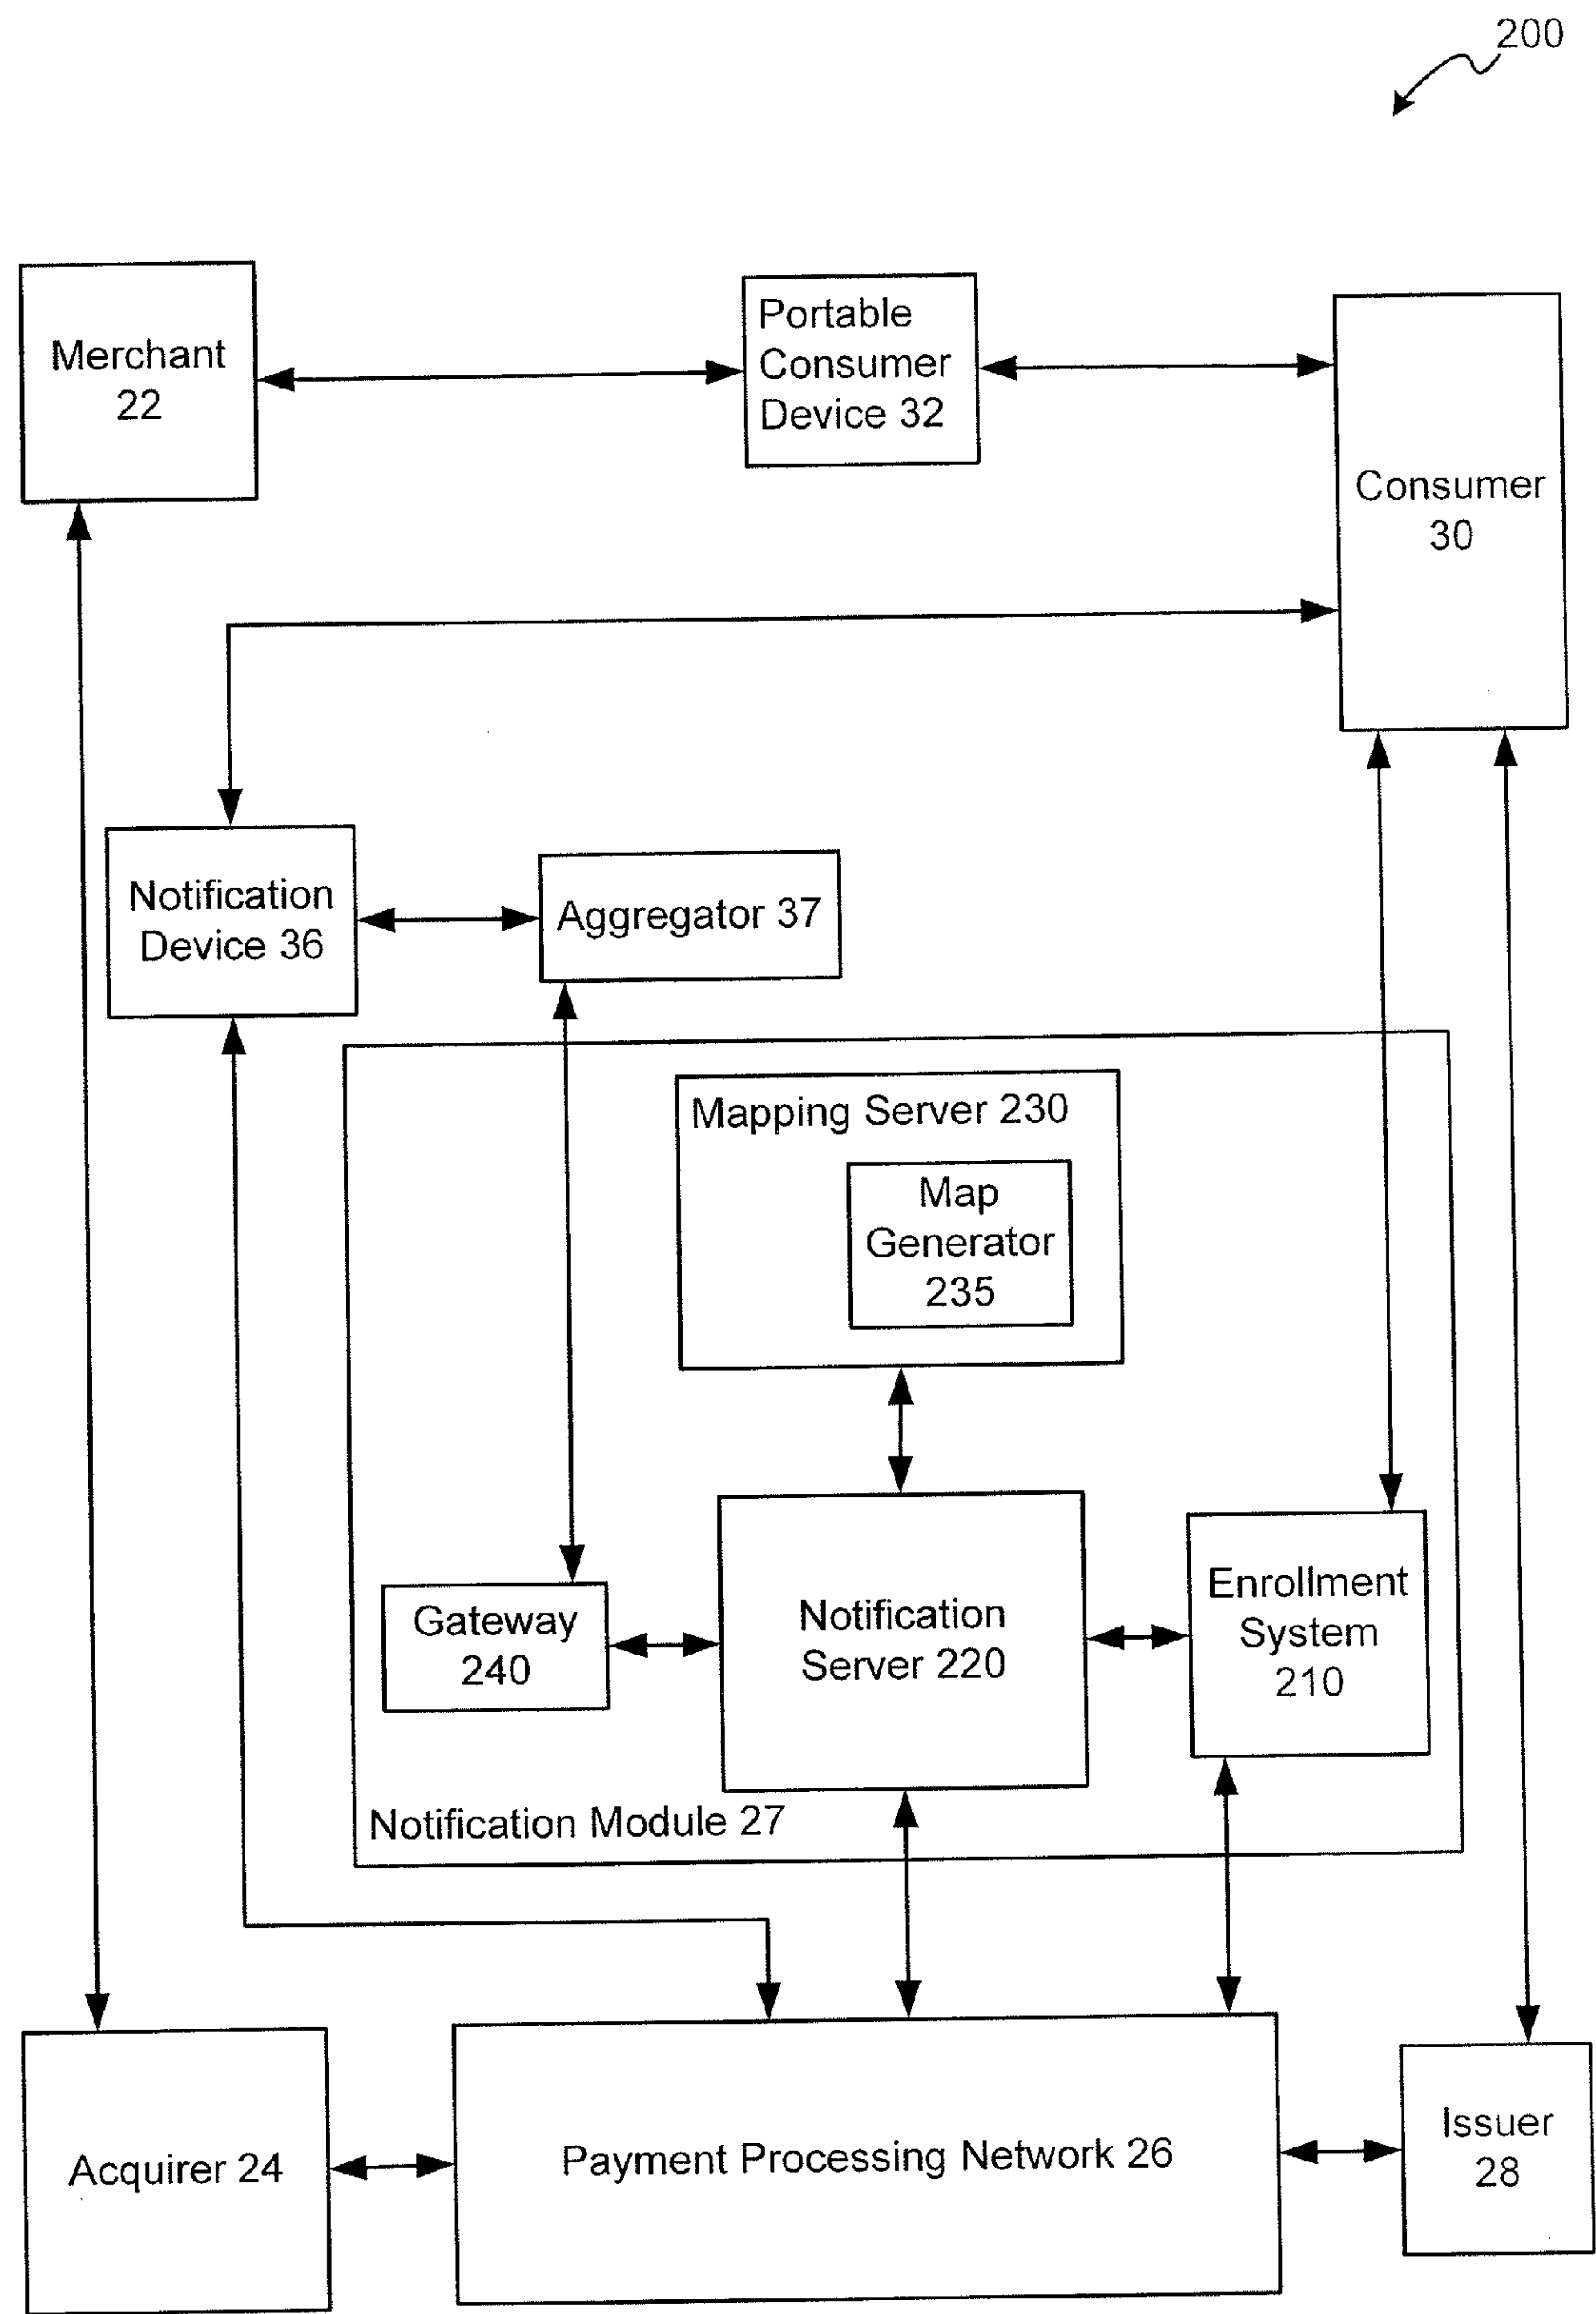 200
Merchant
22
Portable
Consumer
Device 32
Consumer
30
Notification
Device 36
Aggregator 37
Mapping Server 230
Map
Generator
235
Gateway
240
Notification
Server 220
Enrollment
System
210
Notification Module 27
Acquirer 24
Payment Processing Network 26
Issuer
28